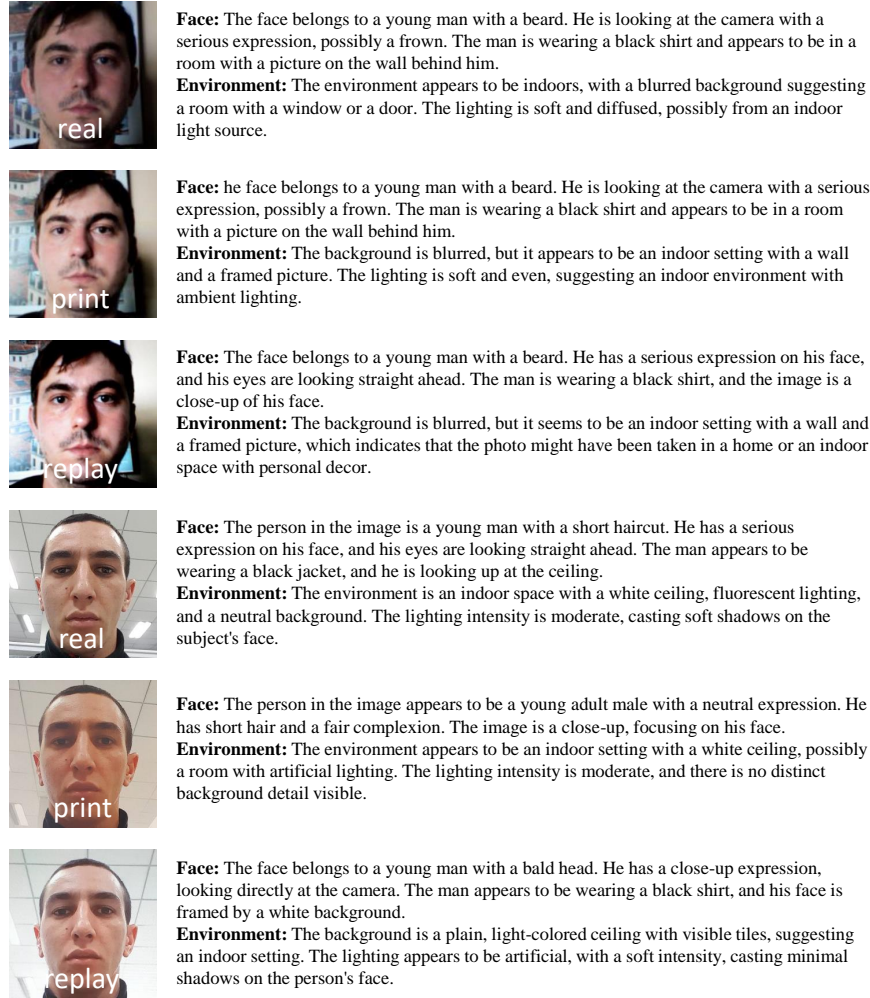 Face: The face belongs to a young man with a beard. He is looking at the camera with a
serious expression, possibly a frown. The man is wearing a black shirt and appears to be in a
room with a picture on the wall behind him.
Environment: The environment appears to be indoors, with a blurred background suggesting
a room with a window or a door. The lighting is soft and diffused, possibly from an indoor
light source.
real
Face: he face belongs to a young man with a beard. He is looking at the camera with a serious
expression, possibly a frown. The man is wearing a black shirt and appears to be in a room
with a picture on the wall behind him.
Environment: The background is blurred, but it appears to be an indoor setting with a wall
and a framed picture. The lighting is soft and even, suggesting an indoor environment with
ambient lighting.
print
Face: The face belongs to a young man with a beard. He has a serious expression on his face,
and his eyes are looking straight ahead. The man is wearing a black shirt, and the image is a
close-up of his face.
Environment: The background is blurred, but it seems to be an indoor setting with a wall and
a framed picture, which indicates that the photo might have been taken in a home or an indoor
space with personal decor.
replay
Face: The person in the image is a young man with a short haircut. He has a serious
expression on his face, and his eyes are looking straight ahead. The man appears to be
wearing a black jacket, and he is looking up at the ceiling.
Environment: The environment is an indoor space with a white ceiling, fluorescent lighting,
and a neutral background. The lighting intensity is moderate, casting soft shadows on the
subject's face.
real
Face: The person in the image appears to be a young adult male with a neutral expression. He
has short hair and a fair complexion. The image is a close-up, focusing on his face.
Environment: The environment appears to be an indoor setting with a white ceiling, possibly
a room with artificial lighting. The lighting intensity is moderate, and there is no distinct
background detail visible.
print
Face: The face belongs to a young man with a bald head. He has a close-up expression,
looking directly at the camera. The man appears to be wearing a black shirt, and his face is
framed by a white background.
Environment: The background is a plain, light-colored ceiling with visible tiles, suggesting
an indoor setting. The lighting appears to be artificial, with a soft intensity, casting minimal
shadows on the person's face.
replay